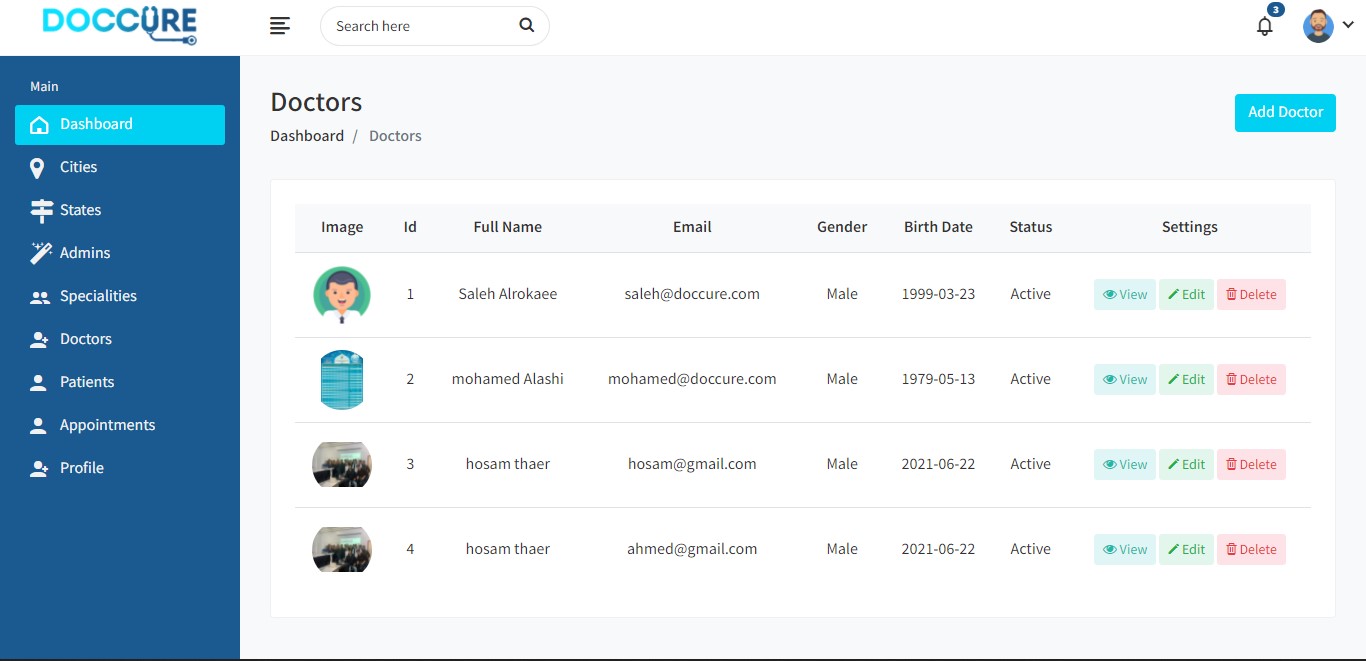 DOCCURE
Search here
3
Main
Dashboard
Cities
States
Admins
Specialities
Doctors
Patients
Appointments
Profile
Doctors
Dashboard / Doctors
Add Doctor
Image Id Full Name Email Gender Birth Date Status Settings
1 Saleh Alrokaee saleh@doccure.com Male 1999-03-23 Active View Edit Delete
2 mohamed Alashi mohamed@doccure.com Male 1979-05-13 Active View Edit Delete
3 hosam thaer hosam@gmail.com Male 2021-06-22 Active View Edit Delete
4 hosam thaer ahmed@gmail.com Male 2021-06-22 Active View Edit Delete